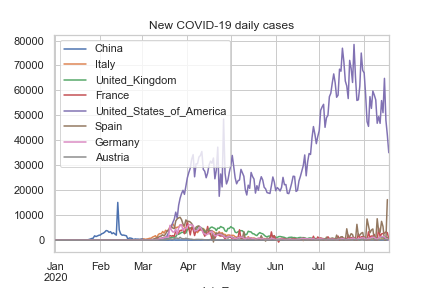 New COVID-19 daily cases
80000
70000
60000
50000
40000
30000
20000
10000
0
China
Italy
United_Kingdom
France
United_States_of_America
Spain
Germany
Austria
Jan Feb Mar Apr May Jun Jul Aug
2020